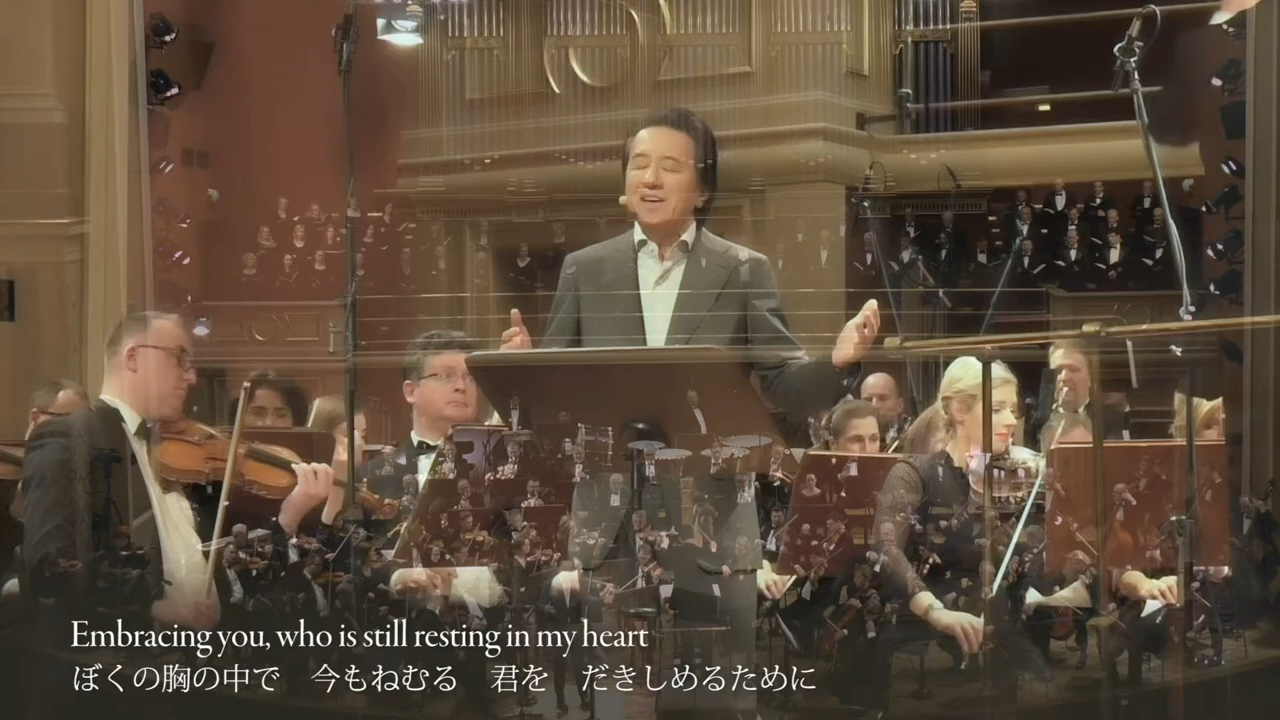 Embracing you, who is still resting in my heart
ぼくの胸の中で　今もねむる　君を　だきしめるために